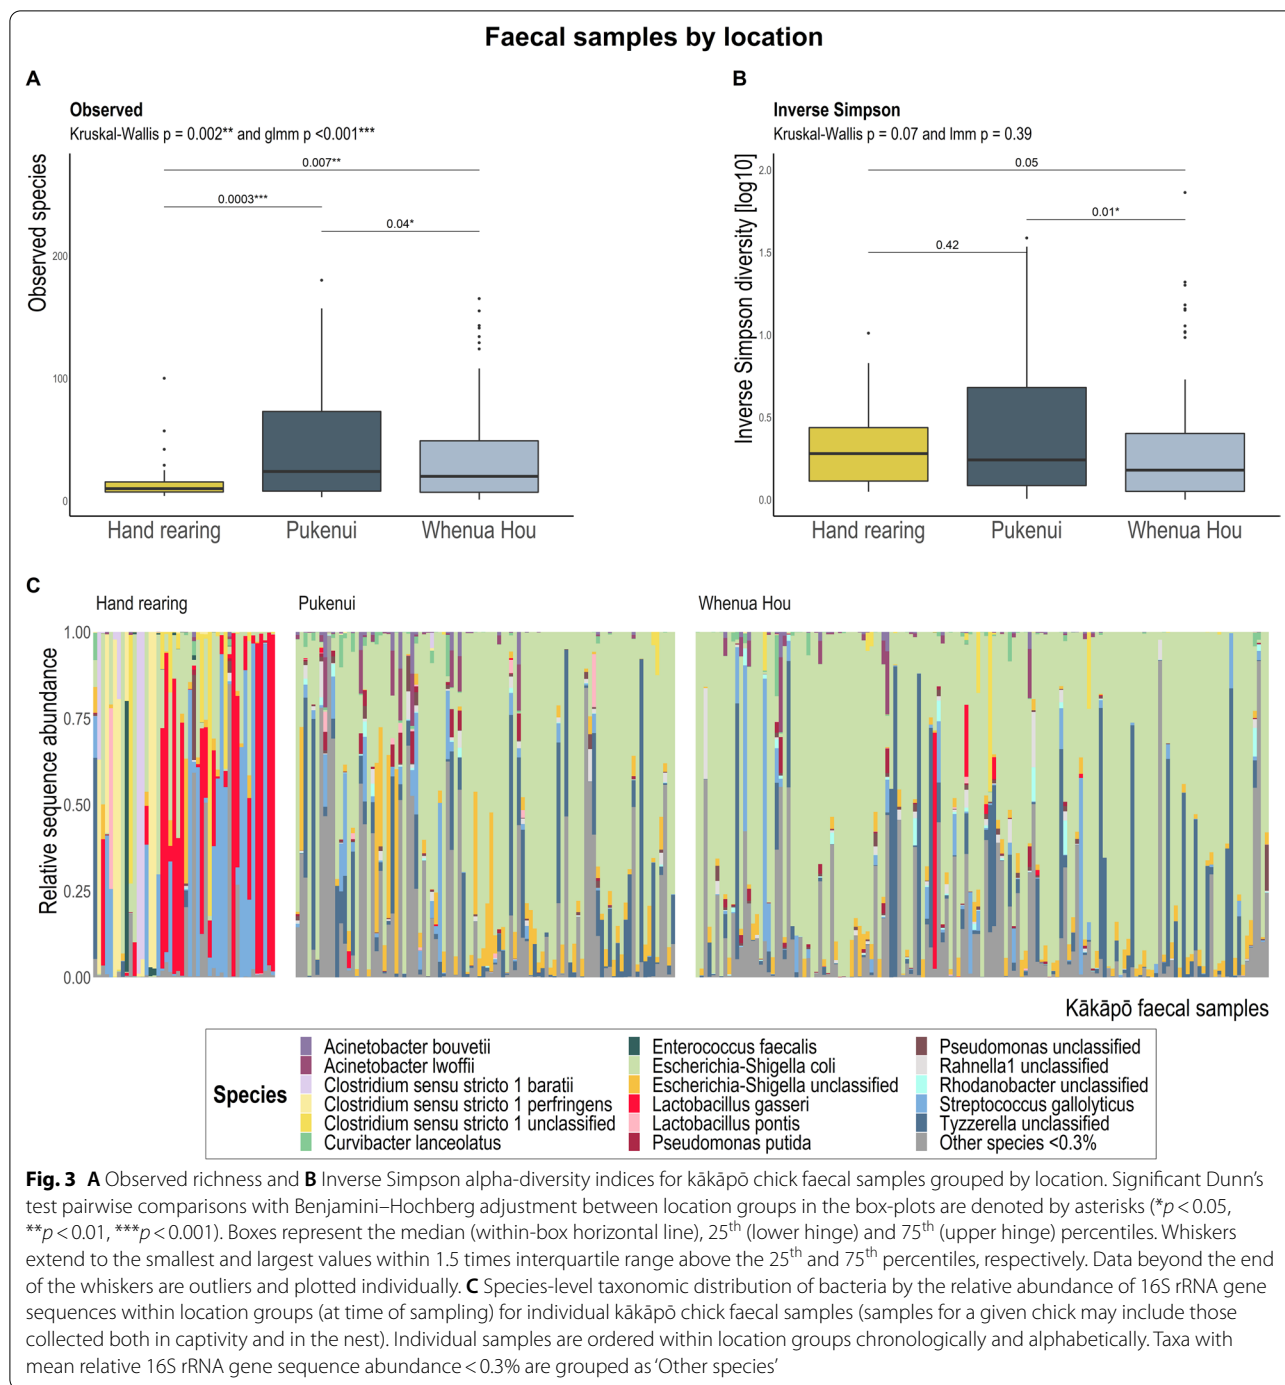 Faecal samples by location
A
Observed
Kruskal-Wallis p = 0.002** and glmm p <0.001***
Observed species
200
100
0
0.007**
0.0003***
0.04*
Hand rearing
Pukenui
Whenua Hou
B
Inverse Simpson
Kruskal-Wallis p = 0.07 and lmm p = 0.39
Inverse Simpson diversity [log10]
2.0
1.5
1.0
0.5
0.0
0.05
0.01*
0.42
Hand rearing
Pukenui
Whenua Hou
C
Hand rearing
Pukenui
Whenua Hou
Relative sequence abundance
1.00
0.75
0.50
0.25
0.00
Kākāpō faecal samples
Species
Acinetobacter bouvetii
Acinetobacter lwoffii
Clostridium sensu stricto 1 baratii
Clostridium sensu stricto 1 perfringens
Clostridium sensu stricto 1 unclassified
Curvibacter lanceolatus
Enterococcus faecalis
Escherichia-Shigella coli
Escherichia-Shigella unclassified
Lactobacillus gasseri
Lactobacillus pontis
Pseudomonas putida
Pseudomonas unclassified
Rahnella1 unclassified
Rhodanobacter unclassified
Streptococcus gallolyticus
Tyzzerella unclassified
Other species <0.3%
Fig. 3 A Observed richness and B Inverse Simpson alpha-diversity indices for kākāpō chick faecal samples grouped by location. Significant Dunn's
test pairwise comparisons with Benjamini–Hochberg adjustment between location groups in the box-plots are denoted by asterisks (*p < 0.05,
**p < 0.01, ***p < 0.001). Boxes represent the median (within-box horizontal line), 25th (lower hinge) and 75th (upper hinge) percentiles. Whiskers
extend to the smallest and largest values within 1.5 times interquartile range above the 25th and 75th percentiles, respectively. Data beyond the end
of the whiskers are outliers and plotted individually. C Species-level taxonomic distribution of bacteria by the relative abundance of 16S rRNA gene
sequences within location groups (at time of sampling) for individual kākāpō chick faecal samples (samples for a given chick may include those
collected both in captivity and in the nest). Individual samples are ordered within location groups chronologically and alphabetically. Taxa with
mean relative 16S rRNA gene sequence abundance < 0.3% are grouped as 'Other species'